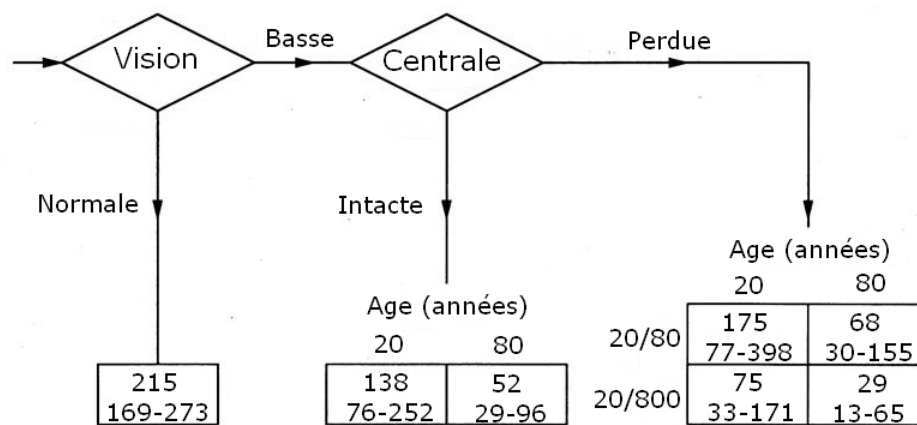 Vision
Basse
Centrale
Perdue
Normale
Intacte
Age (années)
20 80
215
169-273
138 52
76-252 29-96
Age (années)
20 80
20/80 175 68
77-398 30-155
20/800 75 29
33-171 13-65